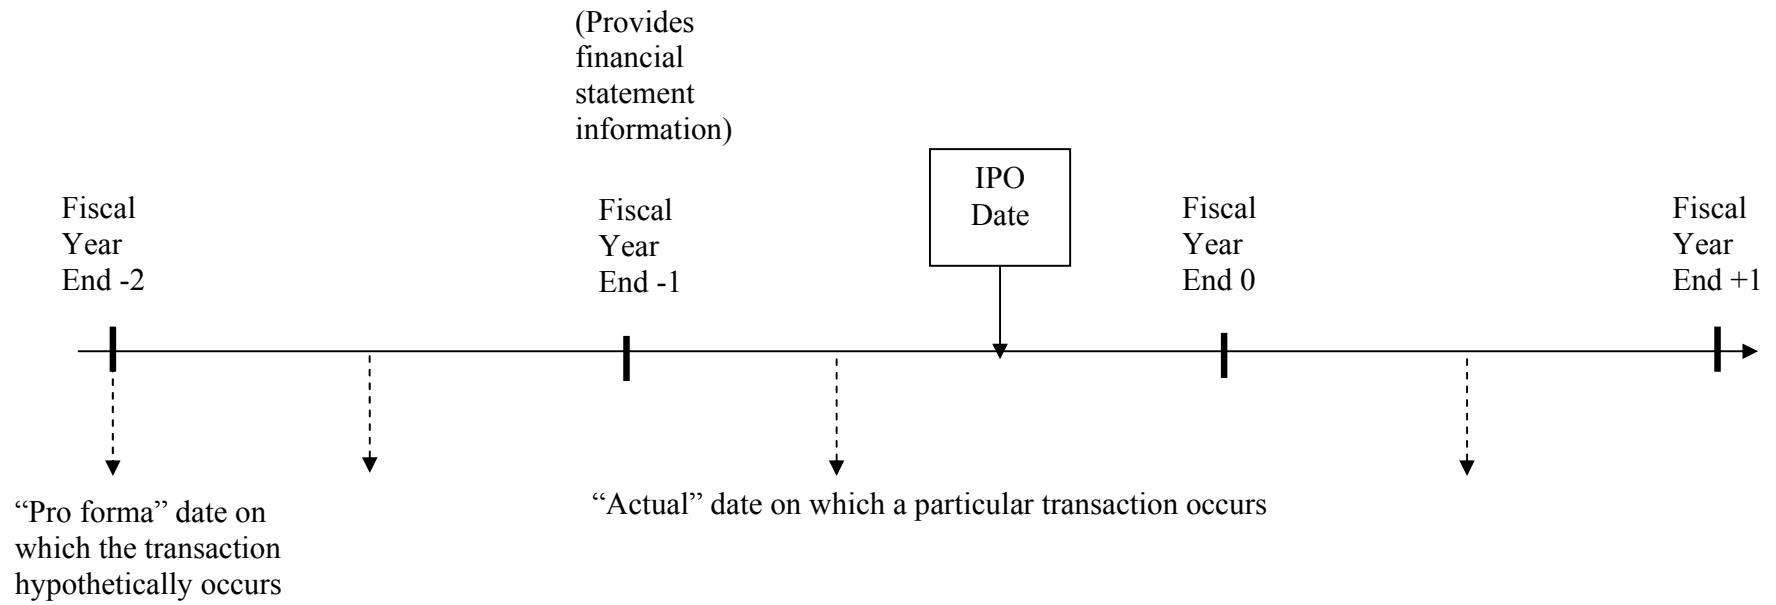 (Provides
financial
statement
information)
IPO
Date
Fiscal
Year
End -2
Fiscal
Year
End -1
Fiscal
Year
End 0
Fiscal
Year
End +1
“Pro forma” date on
which the transaction
hypothetically occurs
“Actual” date on which a particular transaction occurs